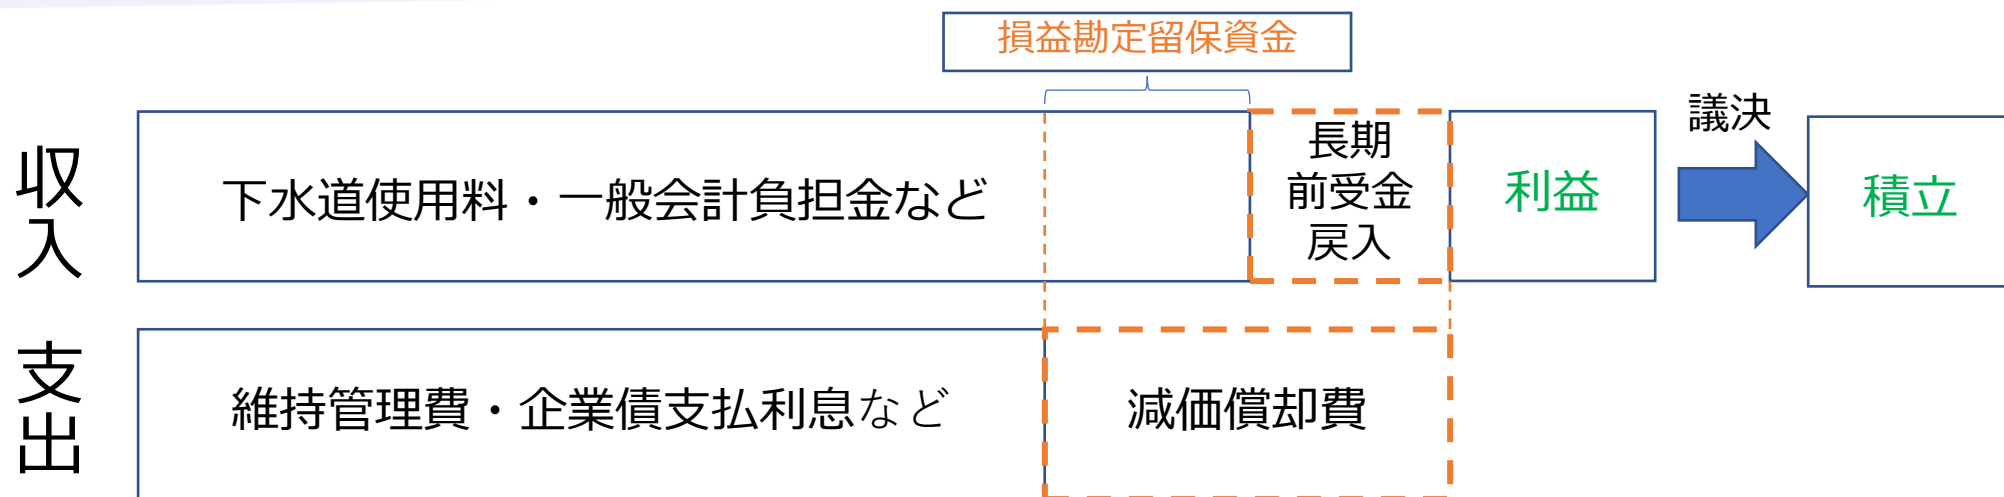 損益勘定留保資金
収入
下水道使用料・一般会計負担金など
長期
前受金
戻入
利益
議決
積立
支出
維持管理費・企業債支払利息など
減価償却費